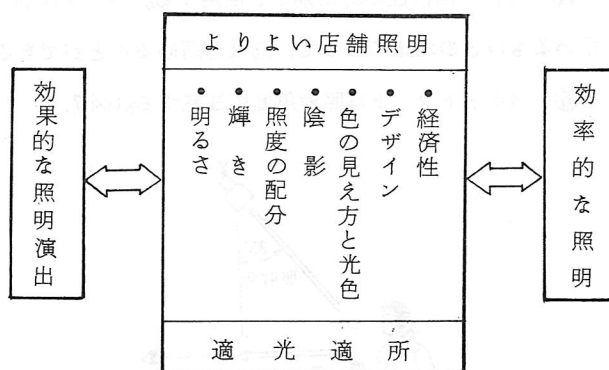 よりよい店舗照明
効率的な照明
・経済性
・デザイン
・色の見え方と光色
・陰影
・照度の配分
・輝き
・明るさ
効果的な照明演出
適光適所